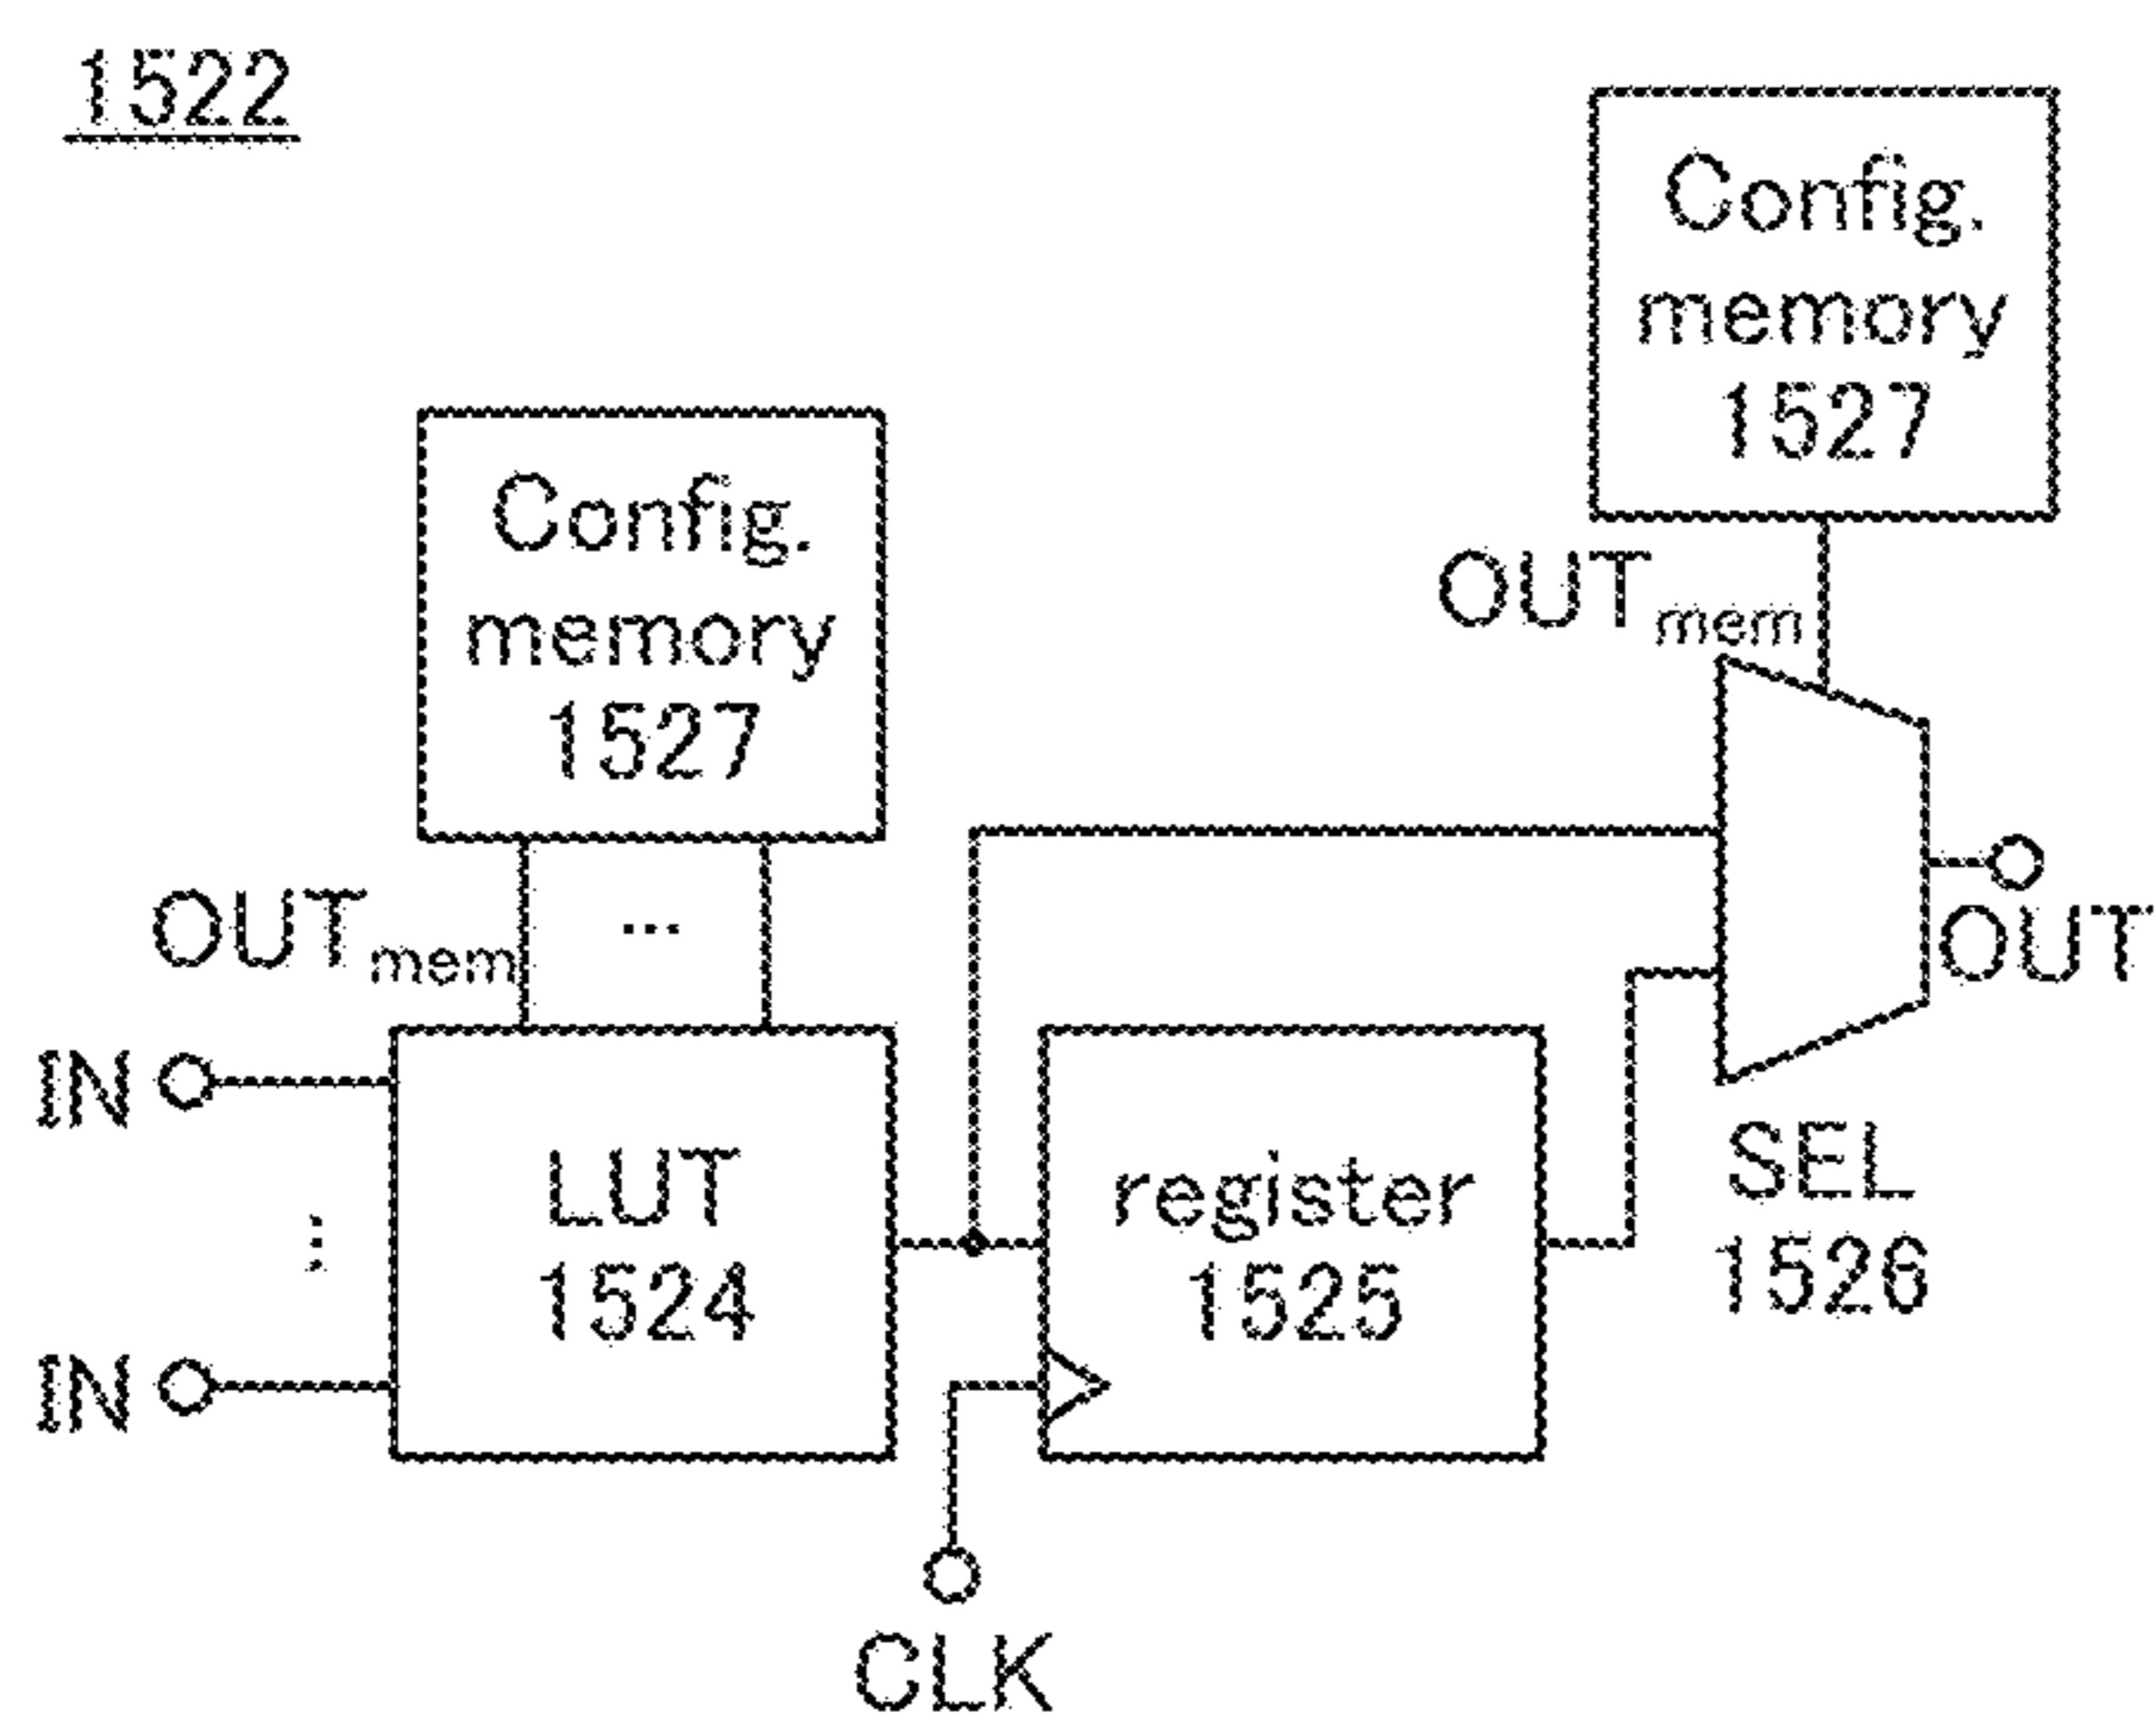 1522
Config.
memory
1527
OUTmem
Config.
memory
1527
OUTmem
...
OUT
IN
LUT
1524
register
1525
SEL
1526
IN
CLK